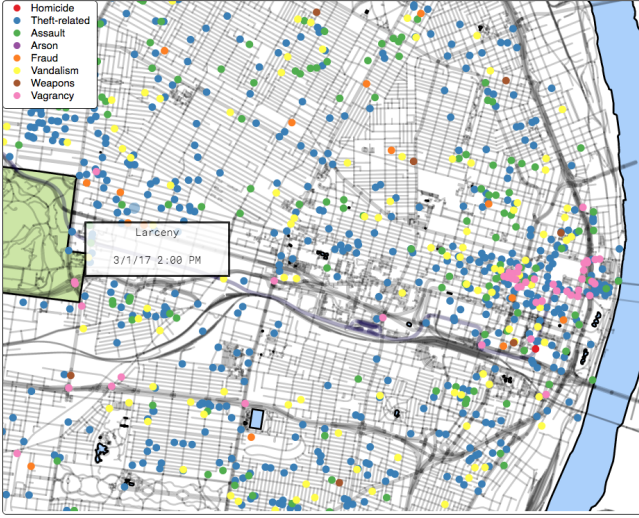 Homicide
Theft-related
Assault
Arson
Fraud
Vandalism
Weapons
Vagrancy
Larceny
3/1/17 2:00 PM